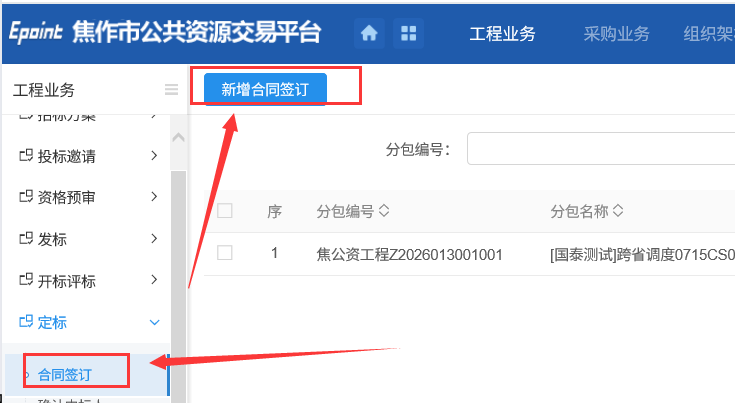 Epoint 焦作市公共资源交易平台
工程业务
采购业务
组织架
工程业务
新增合同签订
招标方案
分包编号：
投标邀请
资格预审
序
分包编号
分包名称
发标
1
焦公资工程Z2026013001001
[国泰测试]跨省调度0715CS0
开标评标
定标
合同签订